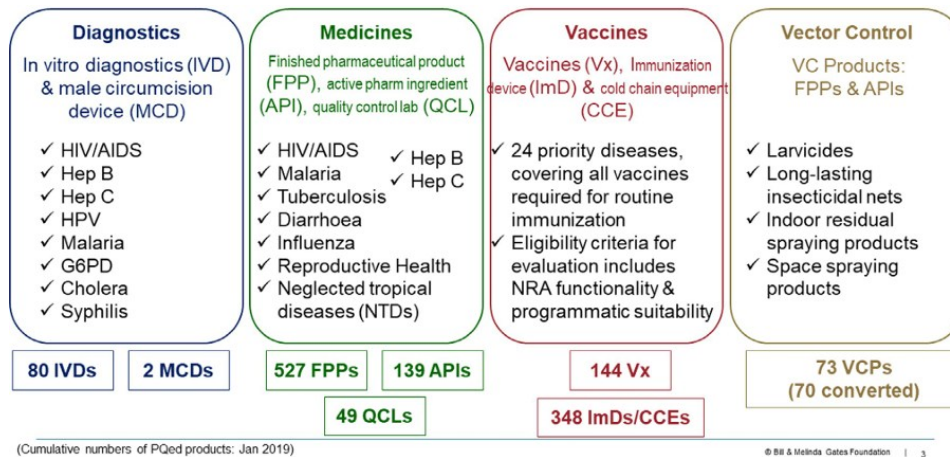 Diagnostics
In vitro diagnostics (IVD)
& male circumcision
device (MCD)
✓ HIV/AIDS
✓ Hep B
✓ Hep C
✓ HPV
✓ Malaria
✓ G6PD
✓ Cholera
✓ Syphilis
80 IVDs
2 MCDs
Medicines
Finished pharmaceutical product
(FPP), active pharm ingredient
(API), quality control lab (QCL)
✓ HIV/AIDS
✓ Malaria
✓ Tuberculosis
✓ Diarrhoea
✓ Influenza
✓ Reproductive Health
✓ Neglected tropical
diseases (NTDs)
✓ Hep B
✓ Hep C
527 FPPs
139 APIs
49 QCLs
Vaccines
Vaccines (Vx), Immunization
device (ImD) & cold chain equipment
(CCE)
✓ 24 priority diseases,
covering all vaccines
required for routine
immunization
✓ Eligibility criteria for
evaluation includes
NRA functionality &
programmatic suitability
144 Vx
348 ImDs/CCEs
Vector Control
VC Products:
FPPs & APIs
✓ Larvicides
✓ Long-lasting
insecticidal nets
✓ Indoor residual
spraying products
✓ Space spraying
products
73 VCPs
(70 converted)
(Cumulative numbers of PQed products: Jan 2019)
© Bill & Melinda Gates Foundation | 3